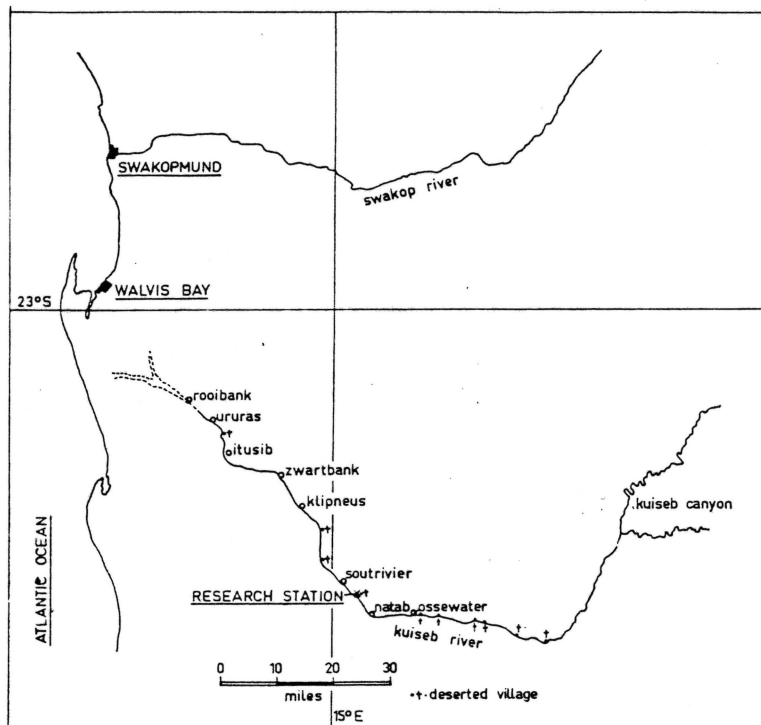 SWAKOPMUND
swakop river
WALVIS BAY
23°S
rooibank
ururas
itusib
zwartbank
klipneus
kuiseb canyon
soutrivier
RESEARCH STATION
natab
ossewater
kuiseb river
ATLANTIC OCEAN
0 10 20 30
miles
deserted village
15°E